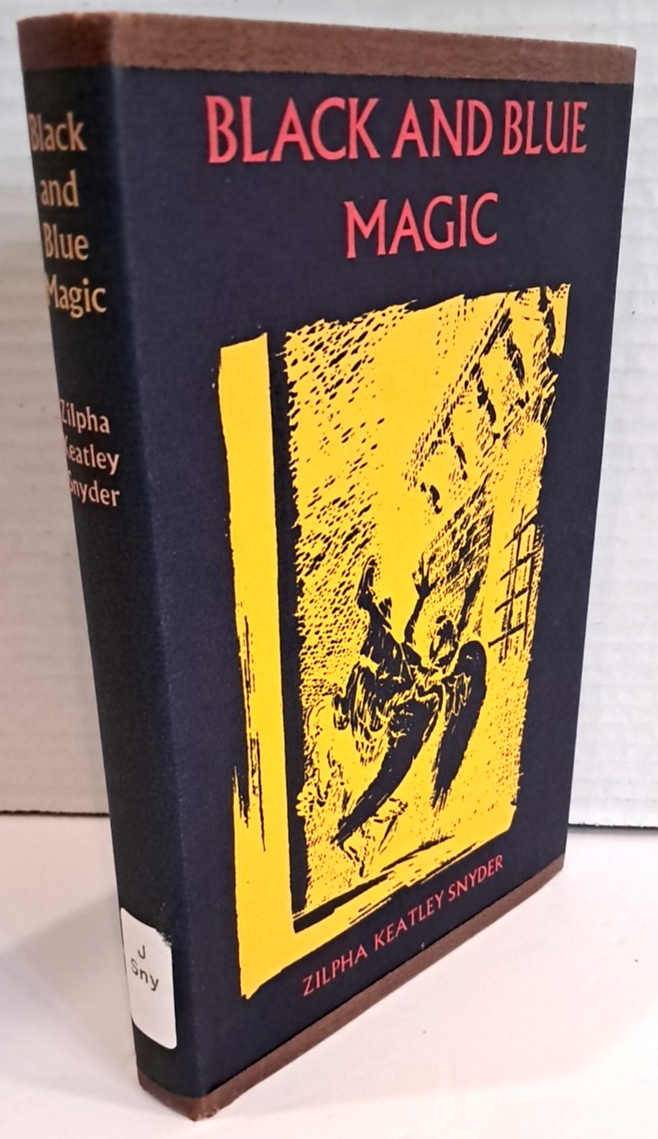 BLACK AND BLUE
MAGIC
ZILPHA KEATLEY SNYDER
Black
and
Blue
Magic
Zilpha
Keatley
Snyder
J
Sny